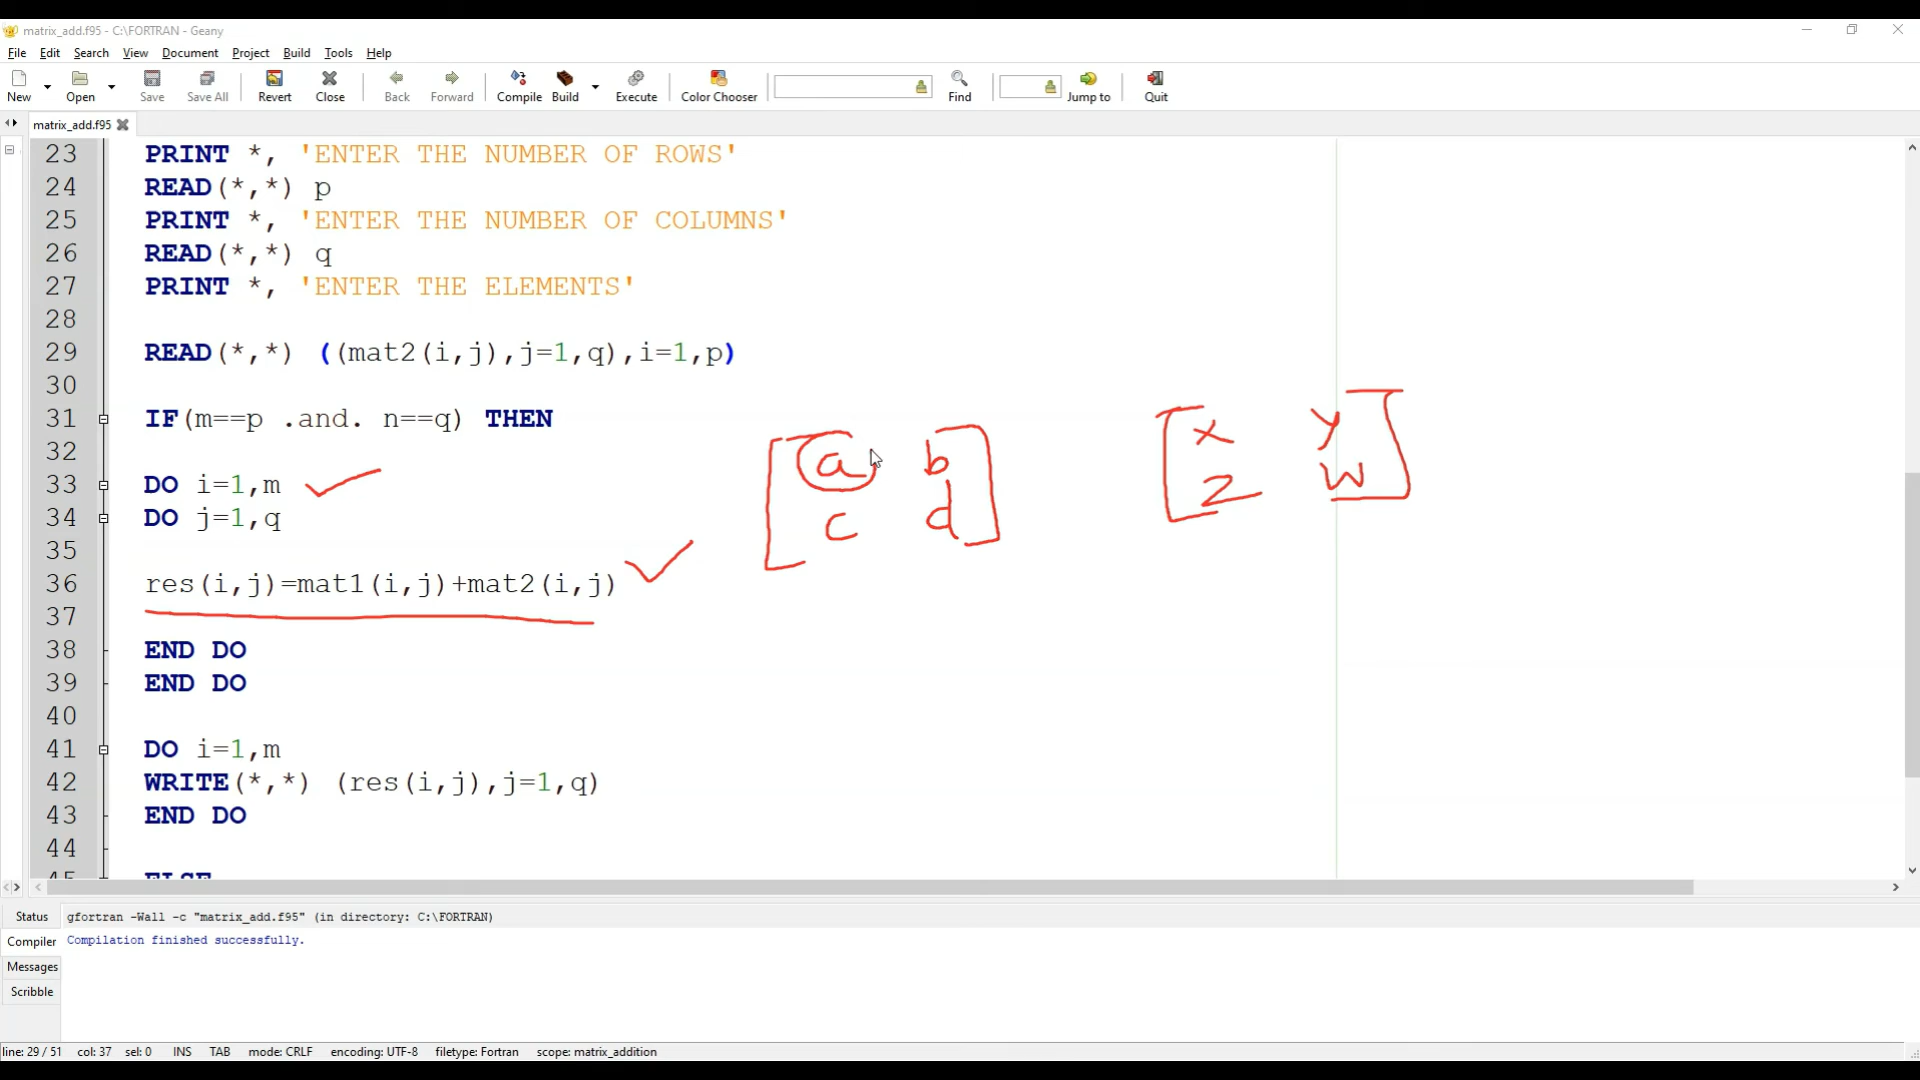 matrix_add.f95 - C:\FORTRAN - Geany
File Edit Search View Document Project Build Tools Help
New Open Save Save All Revert Close Back Forward Compile Build Execute Color Chooser Find Jump to Quit
matrix_add.f95
23 PRINT *, 'ENTER THE NUMBER OF ROWS'
24 READ(*,*) p
25 PRINT *, 'ENTER THE NUMBER OF COLUMNS'
26 READ(*,*) q
27 PRINT *, 'ENTER THE ELEMENTS'
28
29 READ(*,*) ((mat2(i,j),j=1,q),i=1,p)
30
31 IF(m==p .and. n==q) THEN
32
33 DO i=1,m
34 DO j=1,q
35
36 res(i,j)=mat1(i,j)+mat2(i,j)
37
38 END DO
39 END DO
40
41 DO i=1,m
42 WRITE(*,*) (res(i,j),j=1,q)
43 END DO
44
45 ELSE
a b
c d
x y
z w
Status
Compiler
Messages
Scribble
gfortran -Wall -c "matrix_add.f95" (in directory: C:\FORTRAN)
Compilation finished successfully.
line: 29 / 51 col: 37 sel: 0 INS TAB mode: CRLF encoding: UTF-8 filetype: Fortran scope: matrix_addition